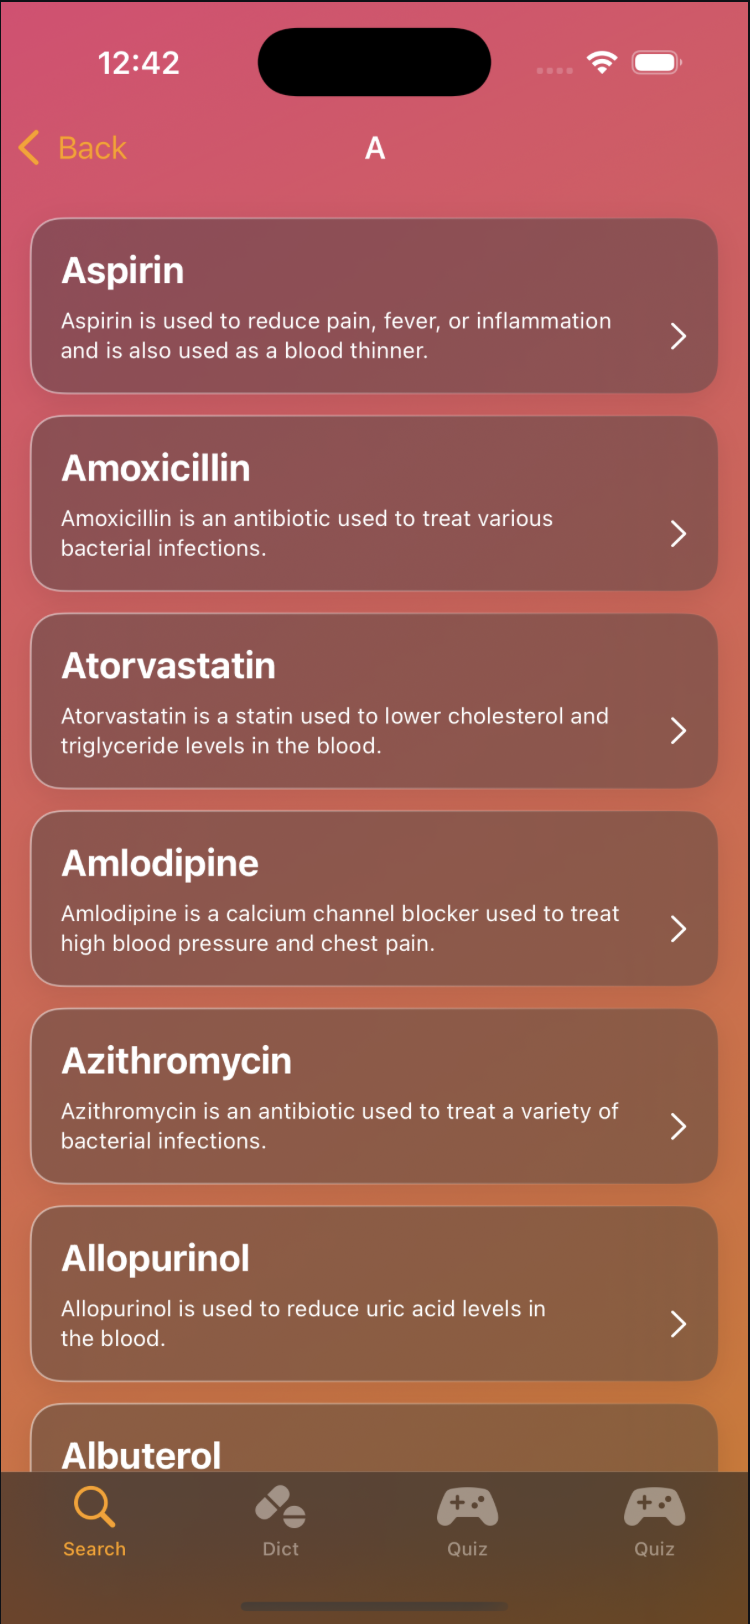 12:42
Back
A
Aspirin
Aspirin is used to reduce pain, fever, or inflammation
and is also used as a blood thinner.
Amoxicillin
Amoxicillin is an antibiotic used to treat various
bacterial infections.
Atorvastatin
Atorvastatin is a statin used to lower cholesterol and
triglyceride levels in the blood.
Amlodipine
Amlodipine is a calcium channel blocker used to treat
high blood pressure and chest pain.
Azithromycin
Azithromycin is an antibiotic used to treat a variety of
bacterial infections.
Allopurinol
Allopurinol is used to reduce uric acid levels in
the blood.
Albuterol
Search
Dict
Quiz
Quiz